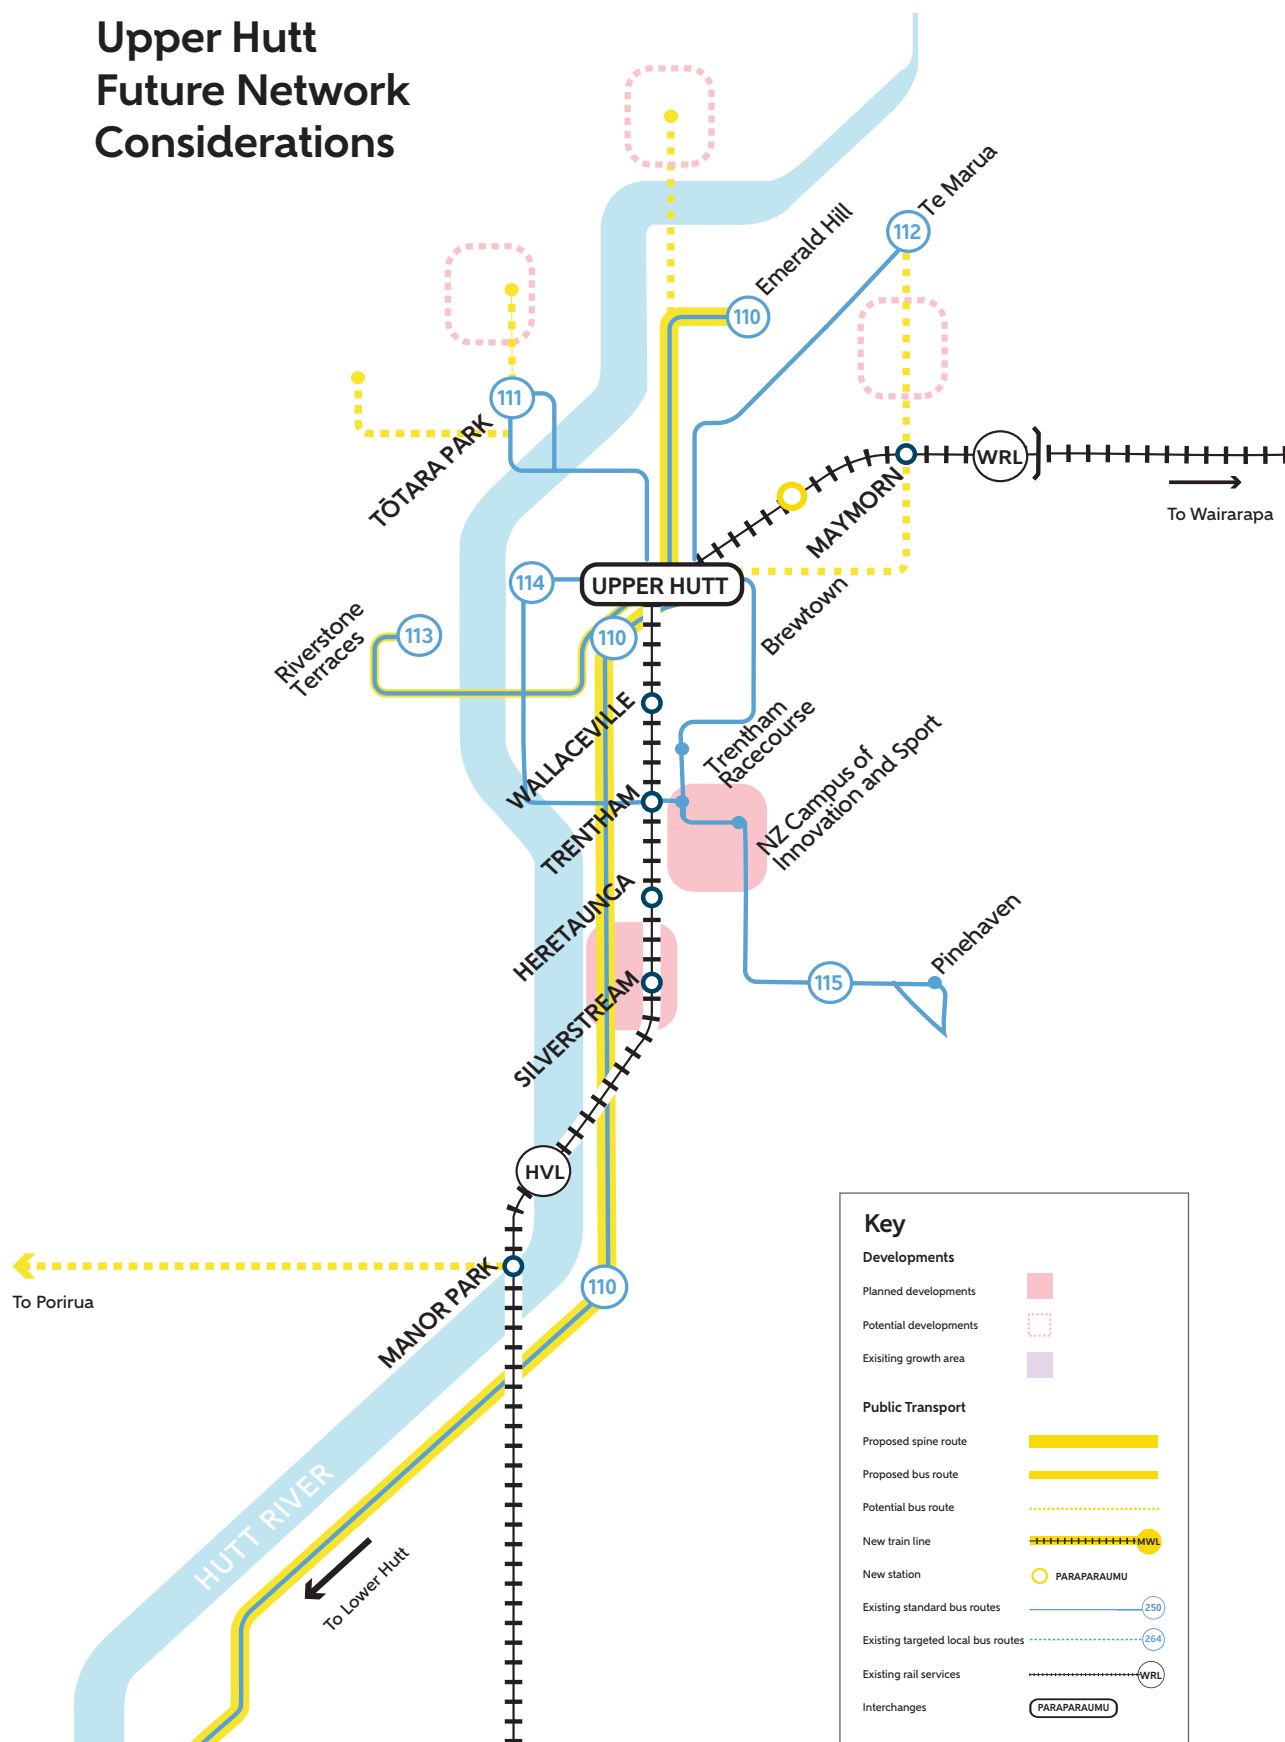 Upper Hutt
Future Network
Considerations
Te Marua
112
Emerald Hill
110
111
TŌTARA PARK
WRL
MAYMORN
To Wairarapa
UPPER HUTT
114
Brewtown
Riverstone
Terraces
113
110
WALLACEVILLE
Trentham
Racecourse
TRENTHAM
NZ Campus of
Innovation and Sport
HERETAUNGA
Pinehaven
SILVERSTREAM
115
HVL
MANOR PARK
To Porirua
110
HUTT RIVER
To Lower Hutt
Key
Developments
Planned developments
Potential developments
Exisiting growth area
Public Transport
Proposed spine route
Proposed bus route
Potential bus route
New train line
MWL
New station
PARAPARAUMU
Existing standard bus routes
250
Existing targeted local bus routes
264
Existing rail services
WRL
Interchanges
PARAPARAUMU